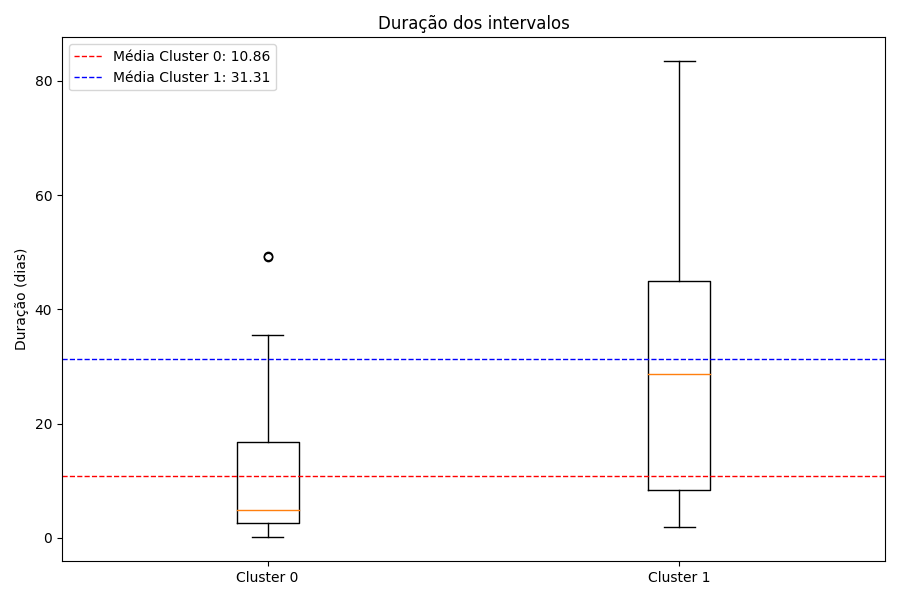 Duração dos intervalos
Média Cluster 0: 10.86
Média Cluster 1: 31.31
Duração (dias)
80
60
40
20
0
Cluster 0
Cluster 1